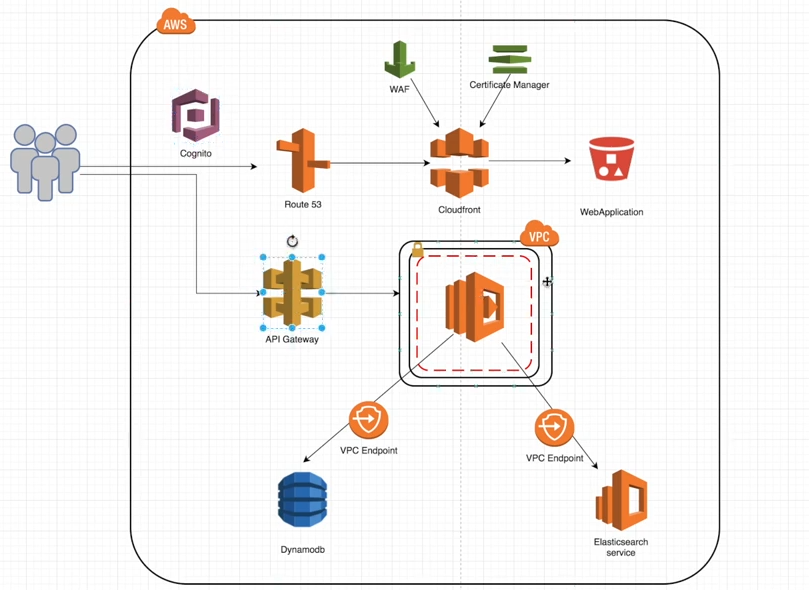 AWS
WAF
Certificate Manager
Cognito
Route 53
Cloudfront
WebApplication
VPC
API Gateway
VPC Endpoint
VPC Endpoint
Dynamodb
Elasticsearch
service